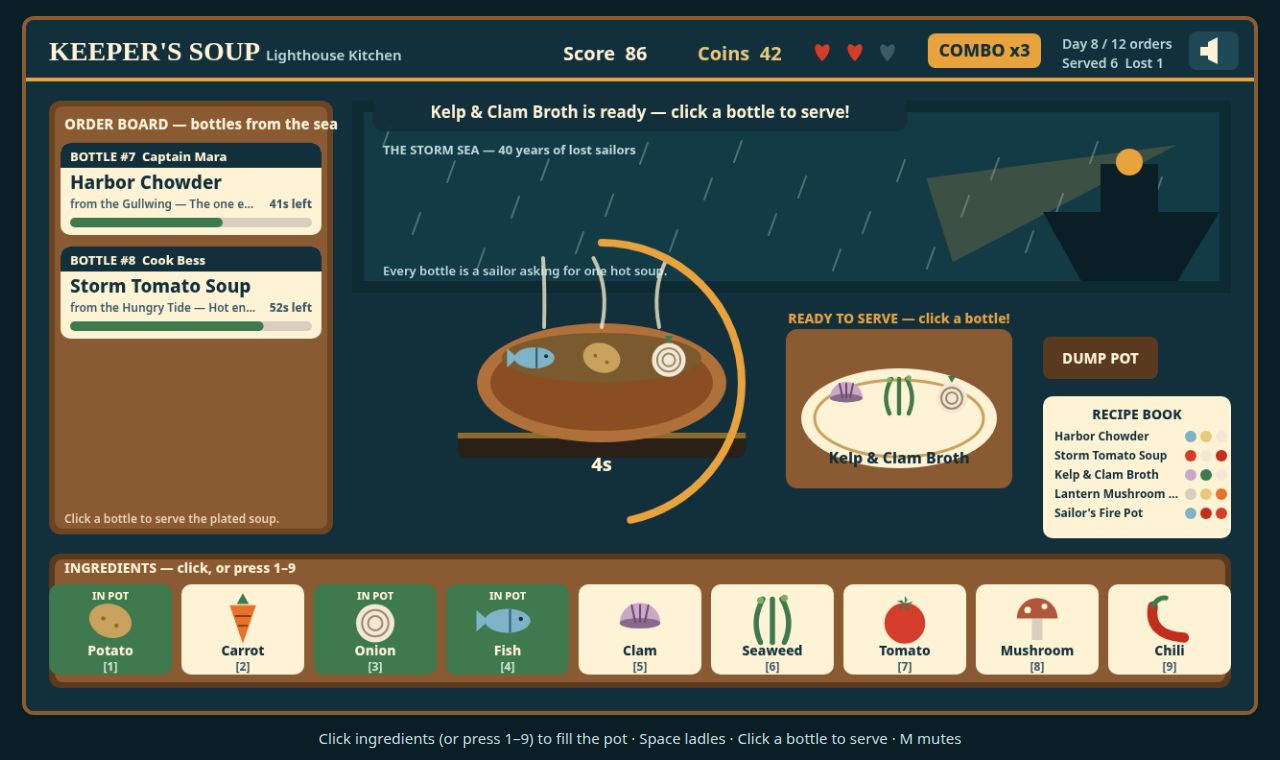 KEEPER'S SOUP Lighthouse Kitchen
Score 86
Coins 42
COMBO x3
Day 8 / 12 orders
Served 6 Lost 1
ORDER BOARD — bottles from the sea
BOTTLE #7 Captain Mara
Harbor Chowder
from the Gullwing — The one e... 41s left
BOTTLE #8 Cook Bess
Storm Tomato Soup
from the Hungry Tide — Hot en... 52s left
Click a bottle to serve the plated soup.
Kelp & Clam Broth is ready — click a bottle to serve!
THE STORM SEA — 40 years of lost sailors
Every bottle is a sailor asking for one hot soup.
4s
READY TO SERVE — click a bottle!
Kelp & Clam Broth
DUMP POT
RECIPE BOOK
Harbor Chowder
Storm Tomato Soup
Kelp & Clam Broth
Lantern Mushroom ...
Sailor's Fire Pot
INGREDIENTS — click, or press 1–9
IN POT
Potato
[1]
Carrot
[2]
IN POT
Onion
[3]
IN POT
Fish
[4]
Clam
[5]
Seaweed
[6]
Tomato
[7]
Mushroom
[8]
Chili
[9]
Click ingredients (or press 1–9) to fill the pot · Space ladles · Click a bottle to serve · M mutes